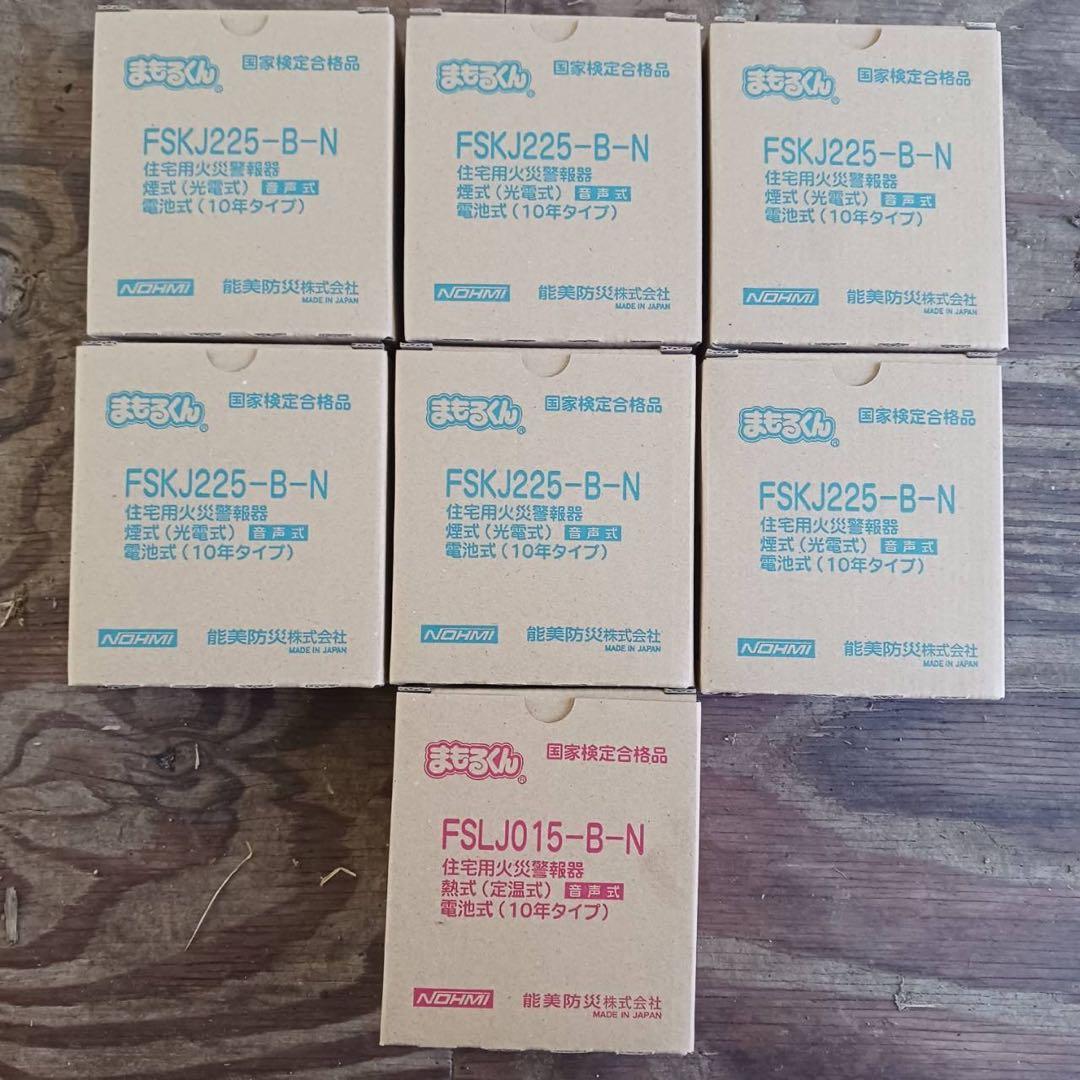 まもるくん® 国家検定合格品
FSKJ225-B-N
住宅用火災警報器
煙式(光電式) 音声式
電池式(10年タイプ)
NOHMI 能美防災株式会社
MADE IN JAPAN
まもるくん® 国家検定合格品
FSKJ225-B-N
住宅用火災警報器
煙式(光電式) 音声式
電池式(10年タイプ)
NOHMI 能美防災株式会社
MADE IN JAPAN
まもるくん® 国家検定合格品
FSKJ225-B-N
住宅用火災警報器
煙式(光電式) 音声式
電池式(10年タイプ)
NOHMI 能美防災株式会社
MADE IN JAPAN
まもるくん® 国家検定合格品
FSKJ225-B-N
住宅用火災警報器
煙式(光電式) 音声式
電池式(10年タイプ)
NOHMI 能美防災株式会社
MADE IN JAPAN
まもるくん® 国家検定合格品
FSKJ225-B-N
住宅用火災警報器
煙式(光電式) 音声式
電池式(10年タイプ)
NOHMI 能美防災株式会社
MADE IN JAPAN
まもるくん® 国家検定合格品
FSKJ225-B-N
住宅用火災警報器
煙式(光電式) 音声式
電池式(10年タイプ)
NOHMI 能美防災株式会社
MADE IN JAPAN
まもるくん® 国家検定合格品
FSLJ015-B-N
住宅用火災警報器
熱式(定温式) 音声式
電池式(10年タイプ)
NOHMI 能美防災株式会社
MADE IN JAPAN